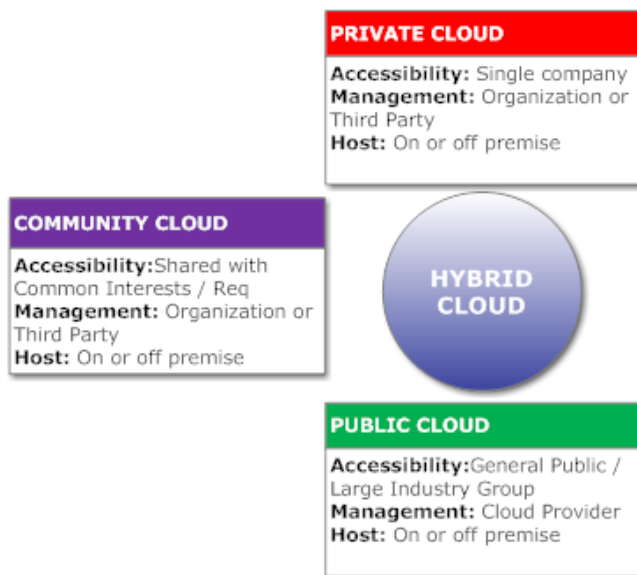 PRIVATE CLOUD
Accessibility: Single company
Management: Organization or
Third Party
Host: On or off premise
COMMUNITY CLOUD
Accessibility:Shared with
Common Interests / Req
Management: Organization or
Third Party
Host: On or off premise
HYBRID
CLOUD
PUBLIC CLOUD
Accessibility:General Public /
Large Industry Group
Management: Cloud Provider
Host: On or off premise